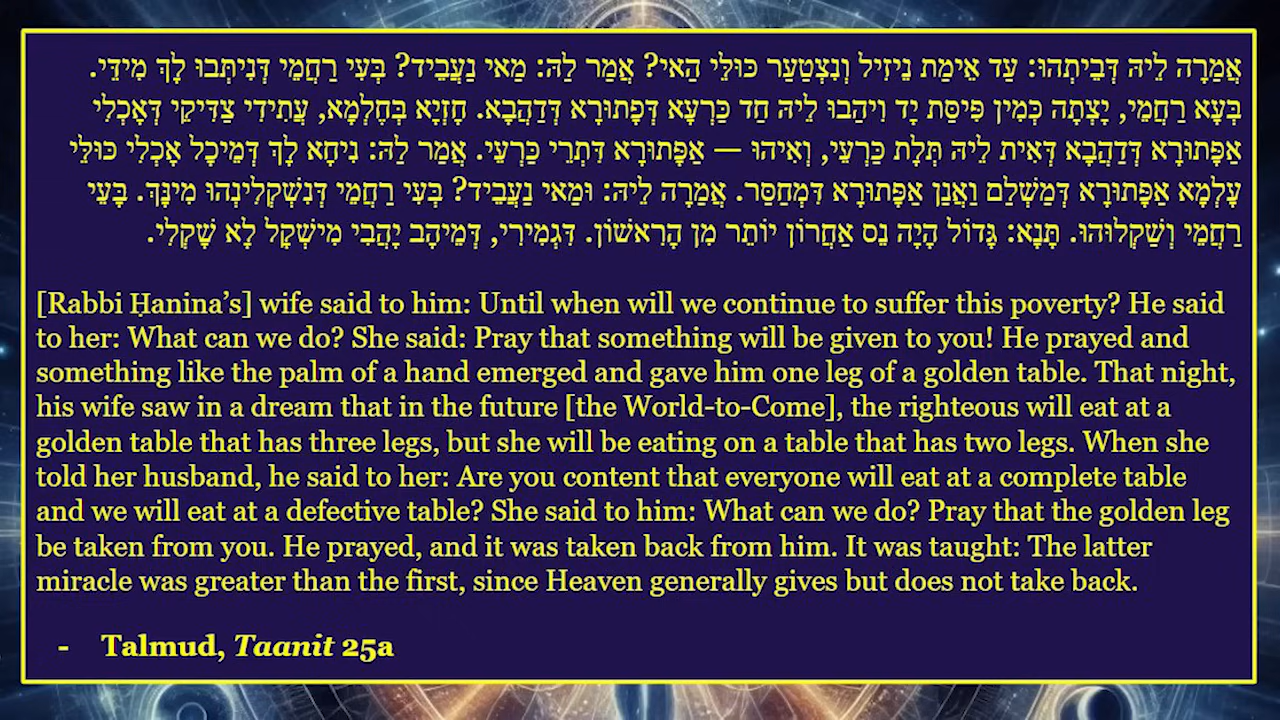 אֲמַרָה לֵיהּ דְּבֵיתְהוּ: עַד אֵימַת נֵיזִיל וְנִצְטַעַר כּוּלֵּי הַאי? אֲמַר לַהּ: מַאי נַעֲבֵיד? בְּעִי רַחֲמֵי דְּנִיתְּבוּ לָךְ מִידֵּי.
בְּעָא רַחֲמֵי, יָצְתָה כְּמִין פִּיסַּת יָד וִיהַבוּ לֵיהּ חַד כַּרְעָא דְּפָתוּרָא דְּדַהֲבָא. חָזְיָא בְּחֶלְמָא, עֲתִידִי צַדִּיקֵי דְּאָכְלִי
אַפָּתוּרָא דְּדַהֲבָא דְּאִית לֵיהּ תְּלָת כַּרְעֵי, וְאִיהוּ — אַפָּתוּרָא דִּתְרֵי כַּרְעֵי. אֲמַר לַהּ: נִיחָא לָךְ דְּמֵיכָל אָכְלִי כּוּלֵּי
עָלְמָא אַפָּתוּרָא דִּמְשַׁלַּם וַאֲנַן אַפָּתוּרָא דִּמְחַסַּר. אֲמַרָה לֵיהּ: וּמַאי נַעֲבֵיד? בְּעִי רַחֲמֵי דְּנִשְׁקְלִינְהוּ מִינָּךְ. בְּעֵי
רַחֲמֵי וְשַׁקְלוּהוּ. תָּנָא: גָּדוֹל הָיָה נֵס אַחֲרוֹן יוֹתֵר מִן הָרִאשׁוֹן. דִּגְמִירִי, דְּמֵיהָב יָהֲבִי מִישְׁקָל לָא שָׁקְלִי.
[Rabbi Ḥanina’s] wife said to him: Until when will we continue to suffer this poverty? He said
to her: What can we do? She said: Pray that something will be given to you! He prayed and
something like the palm of a hand emerged and gave him one leg of a golden table. That night,
his wife saw in a dream that in the future [the World-to-Come], the righteous will eat at a
golden table that has three legs, but she will be eating on a table that has two legs. When she
told her husband, he said to her: Are you content that everyone will eat at a complete table
and we will eat at a defective table? She said to him: What can we do? Pray that the golden leg
be taken from you. He prayed, and it was taken back from him. It was taught: The latter
miracle was greater than the first, since Heaven generally gives but does not take back.
- Talmud, Taanit 25a